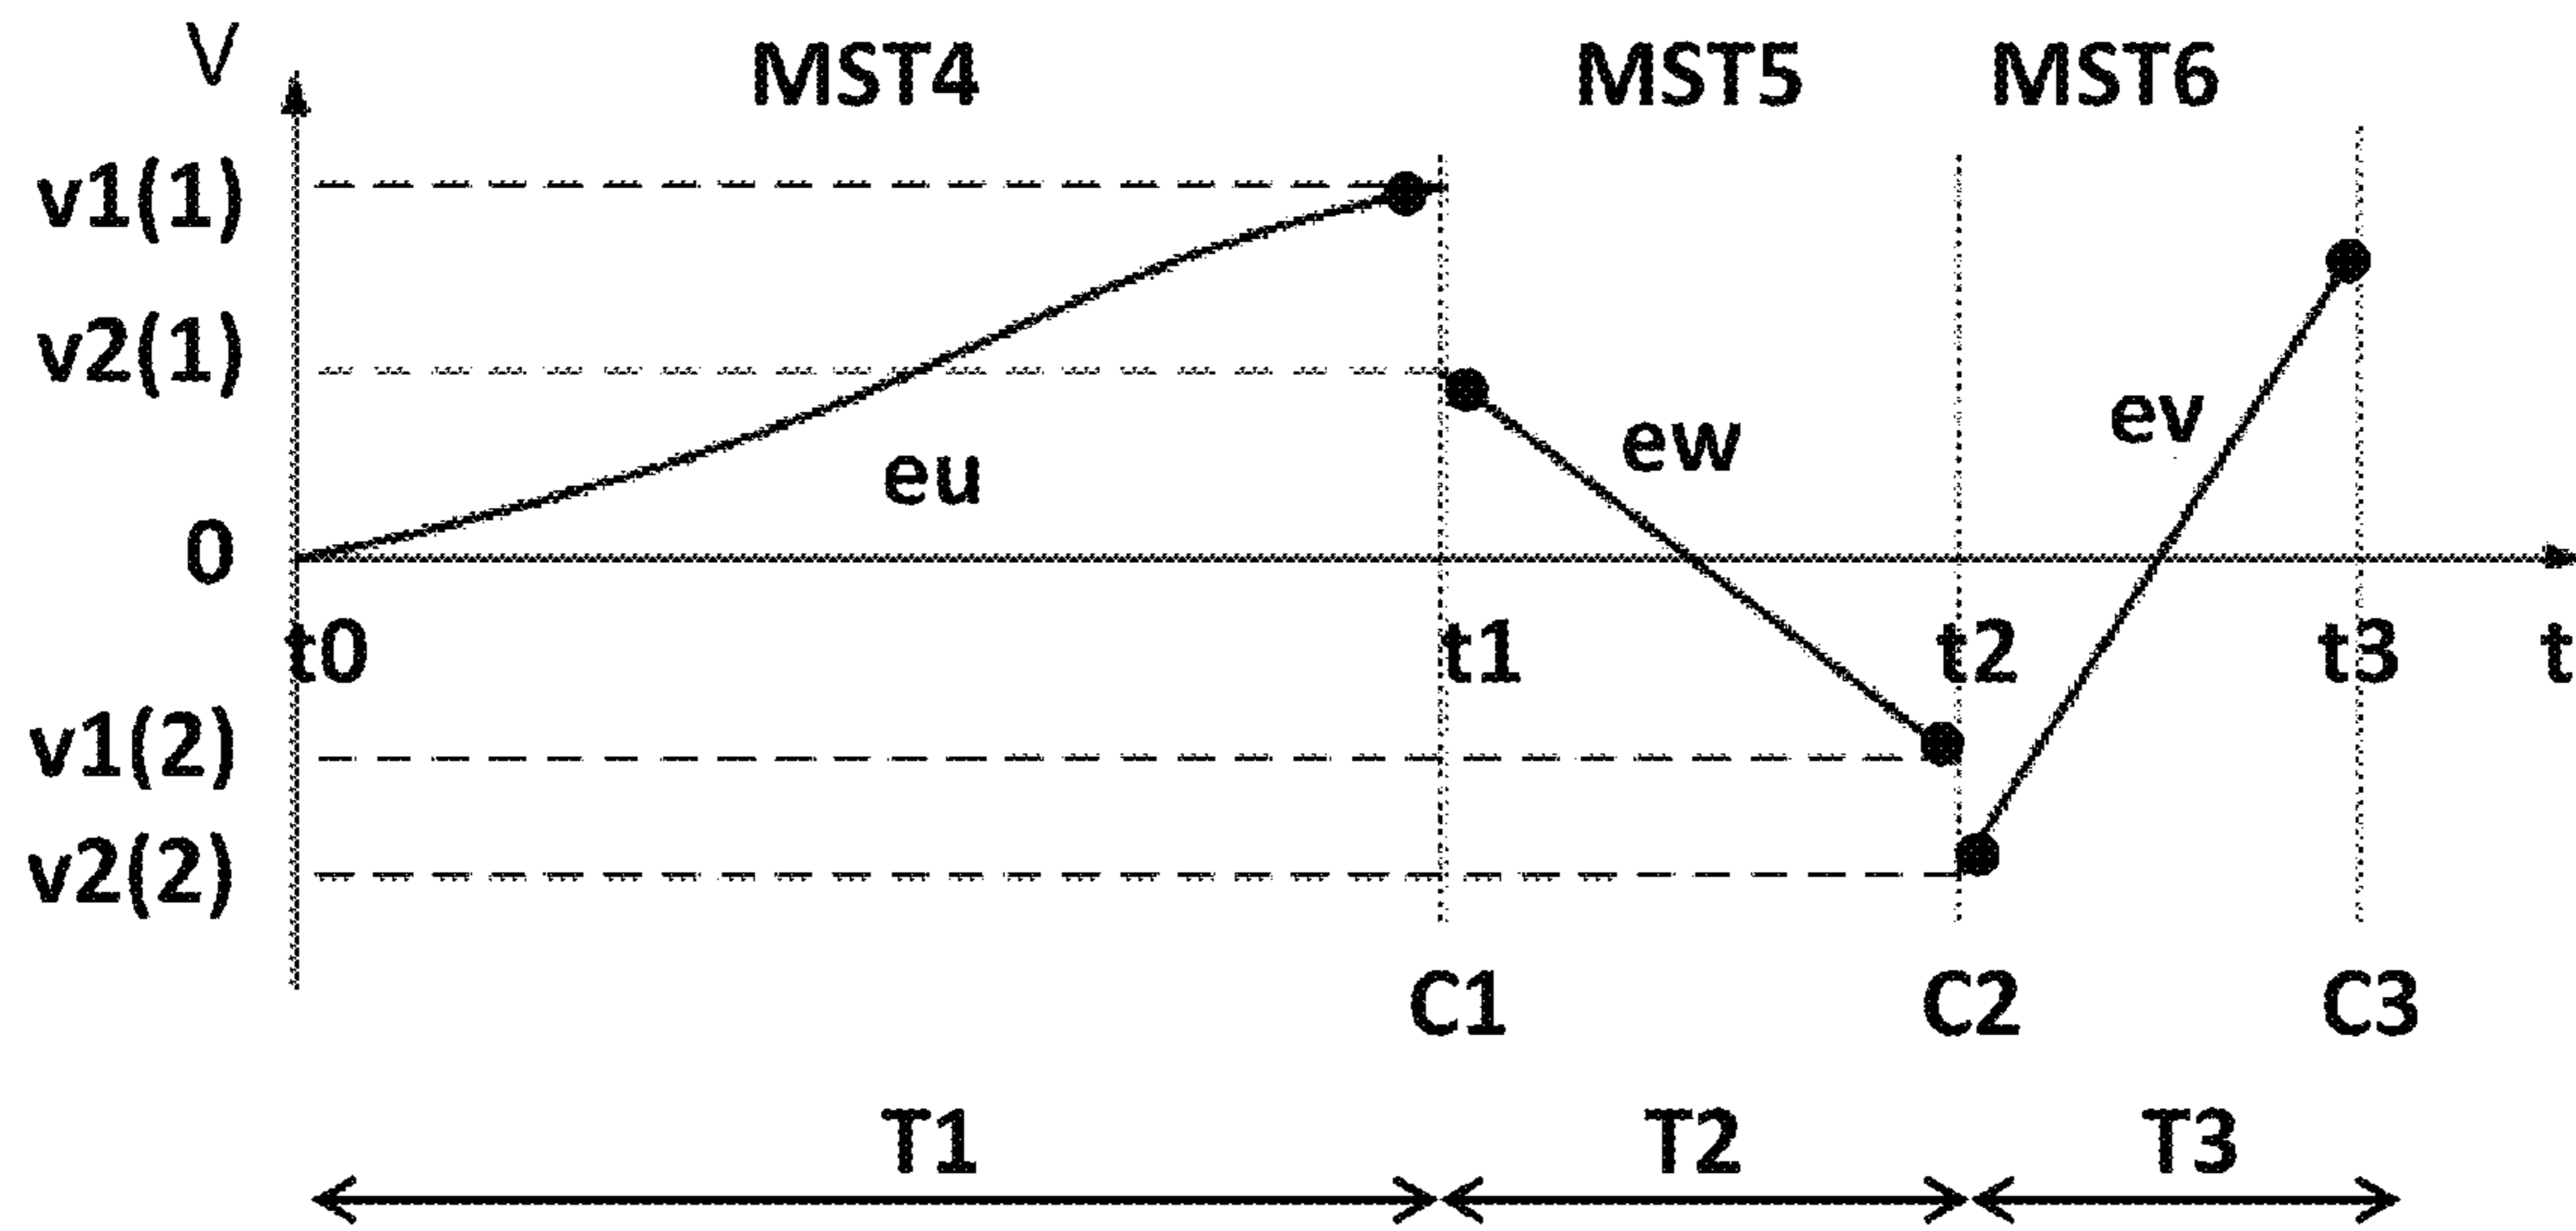 V MST4 MST5 MST6
v1(1)
v2(1)
eu ew ev
0
t0 t1 t2 t3 t
v1(2)
v2(2)
C1 C2 C3
T1 T2 T3